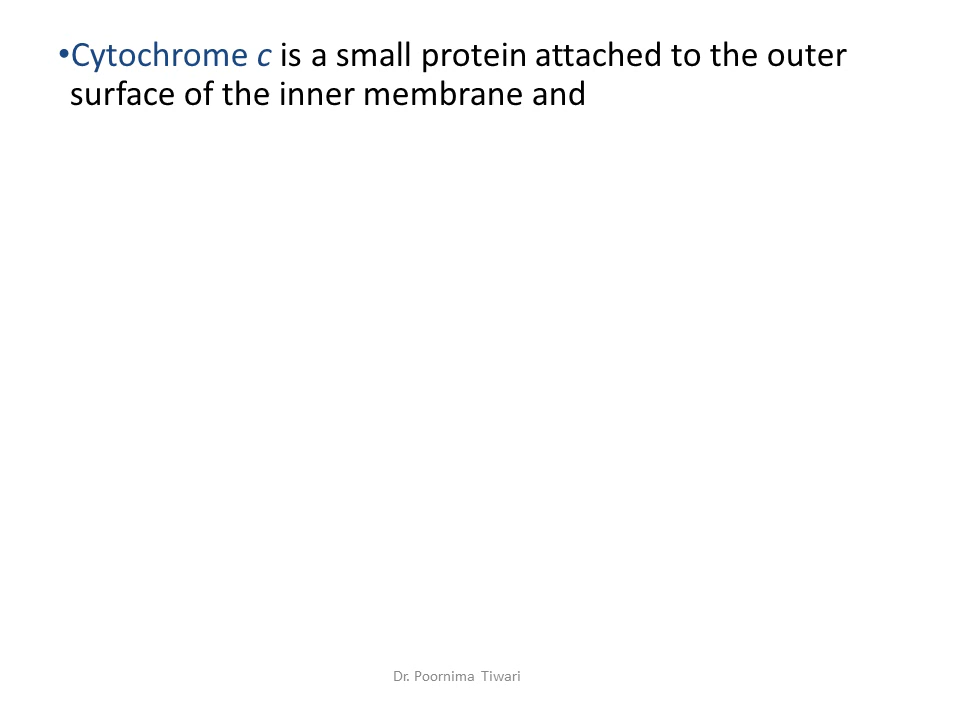 •Cytochrome c is a small protein attached to the outer
surface of the inner membrane and
Dr. Poornima Tiwari